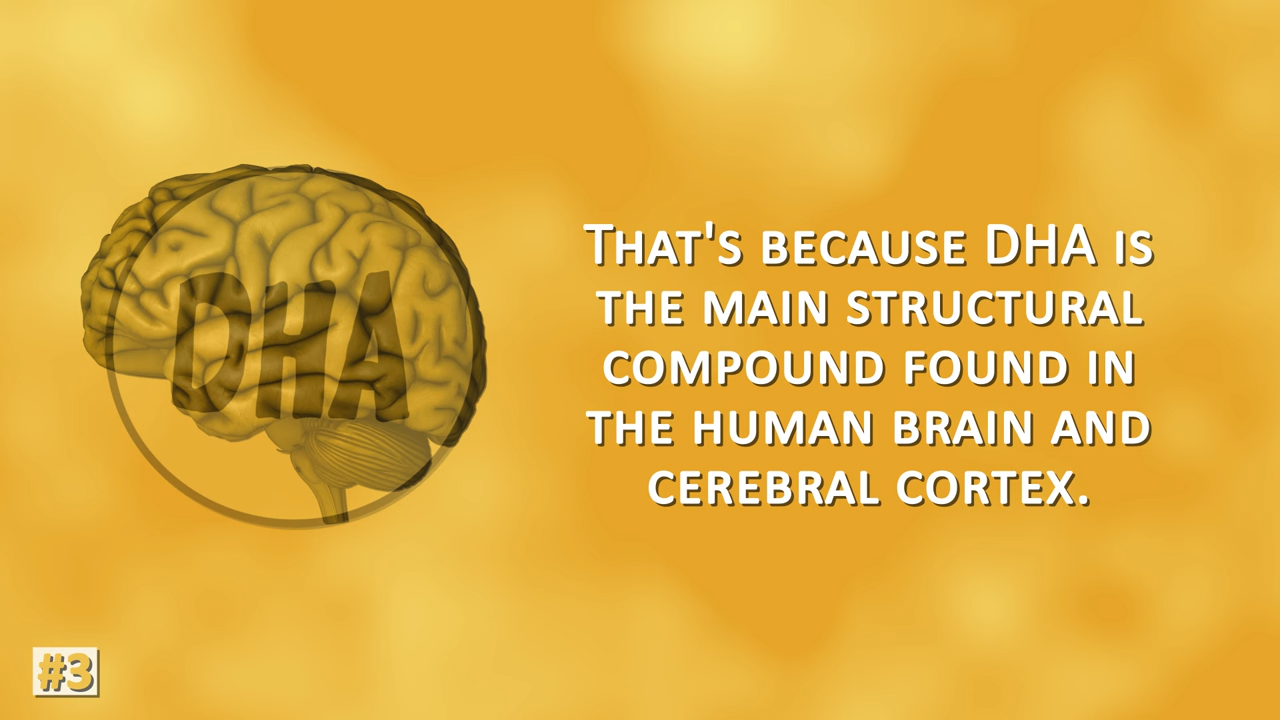 DHA
That's because DHA is
the main structural
compound found in
the human brain and
cerebral cortex.
#3